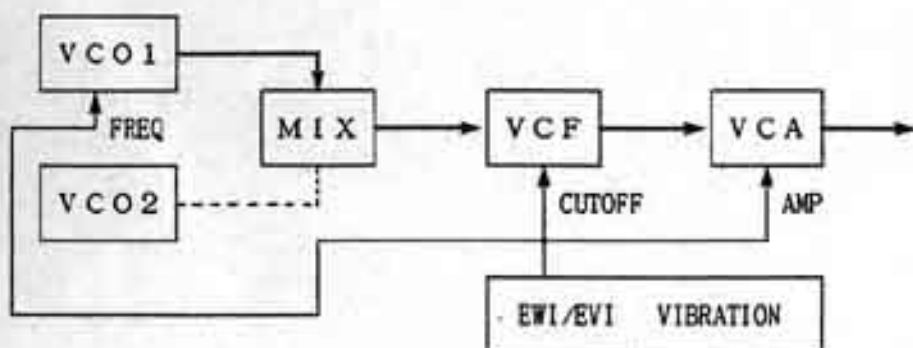 VCO1
FREQ
MIX
VCF
VCA
VCO2
CUTOFF
AMP
EWI/EVI VIBRATION